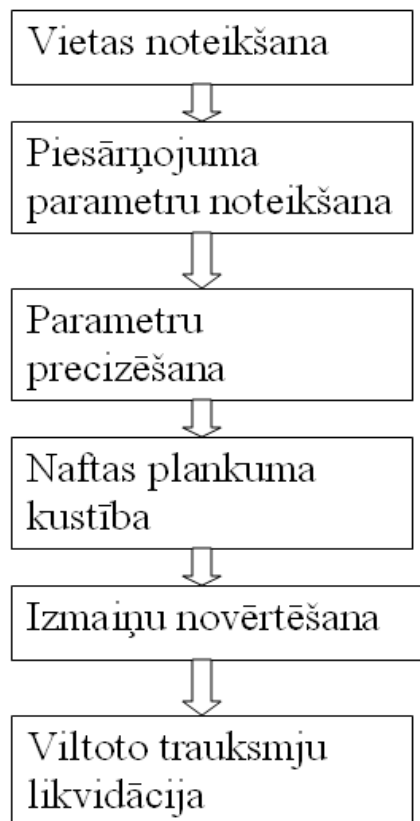 Vietas noteikšana
Piesārņojuma
parametru noteikšana
Parametru
precizēšana
Naftas plankuma
kustība
Izmaiņu novērtēšana
Viltoto trauksmju
likvidācija